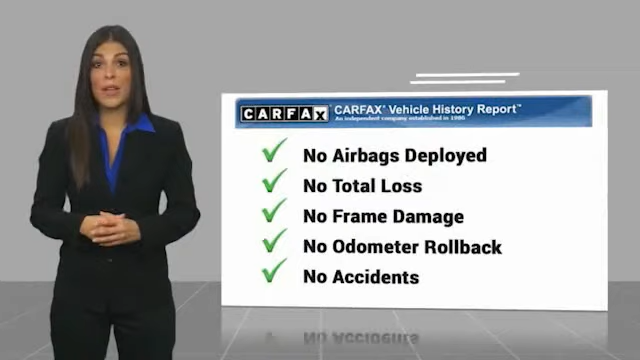 CARFAX
CARFAX® Vehicle History Report™
An independent company established in 1986
No Airbags Deployed
No Total Loss
No Frame Damage
No Odometer Rollback
No Accidents